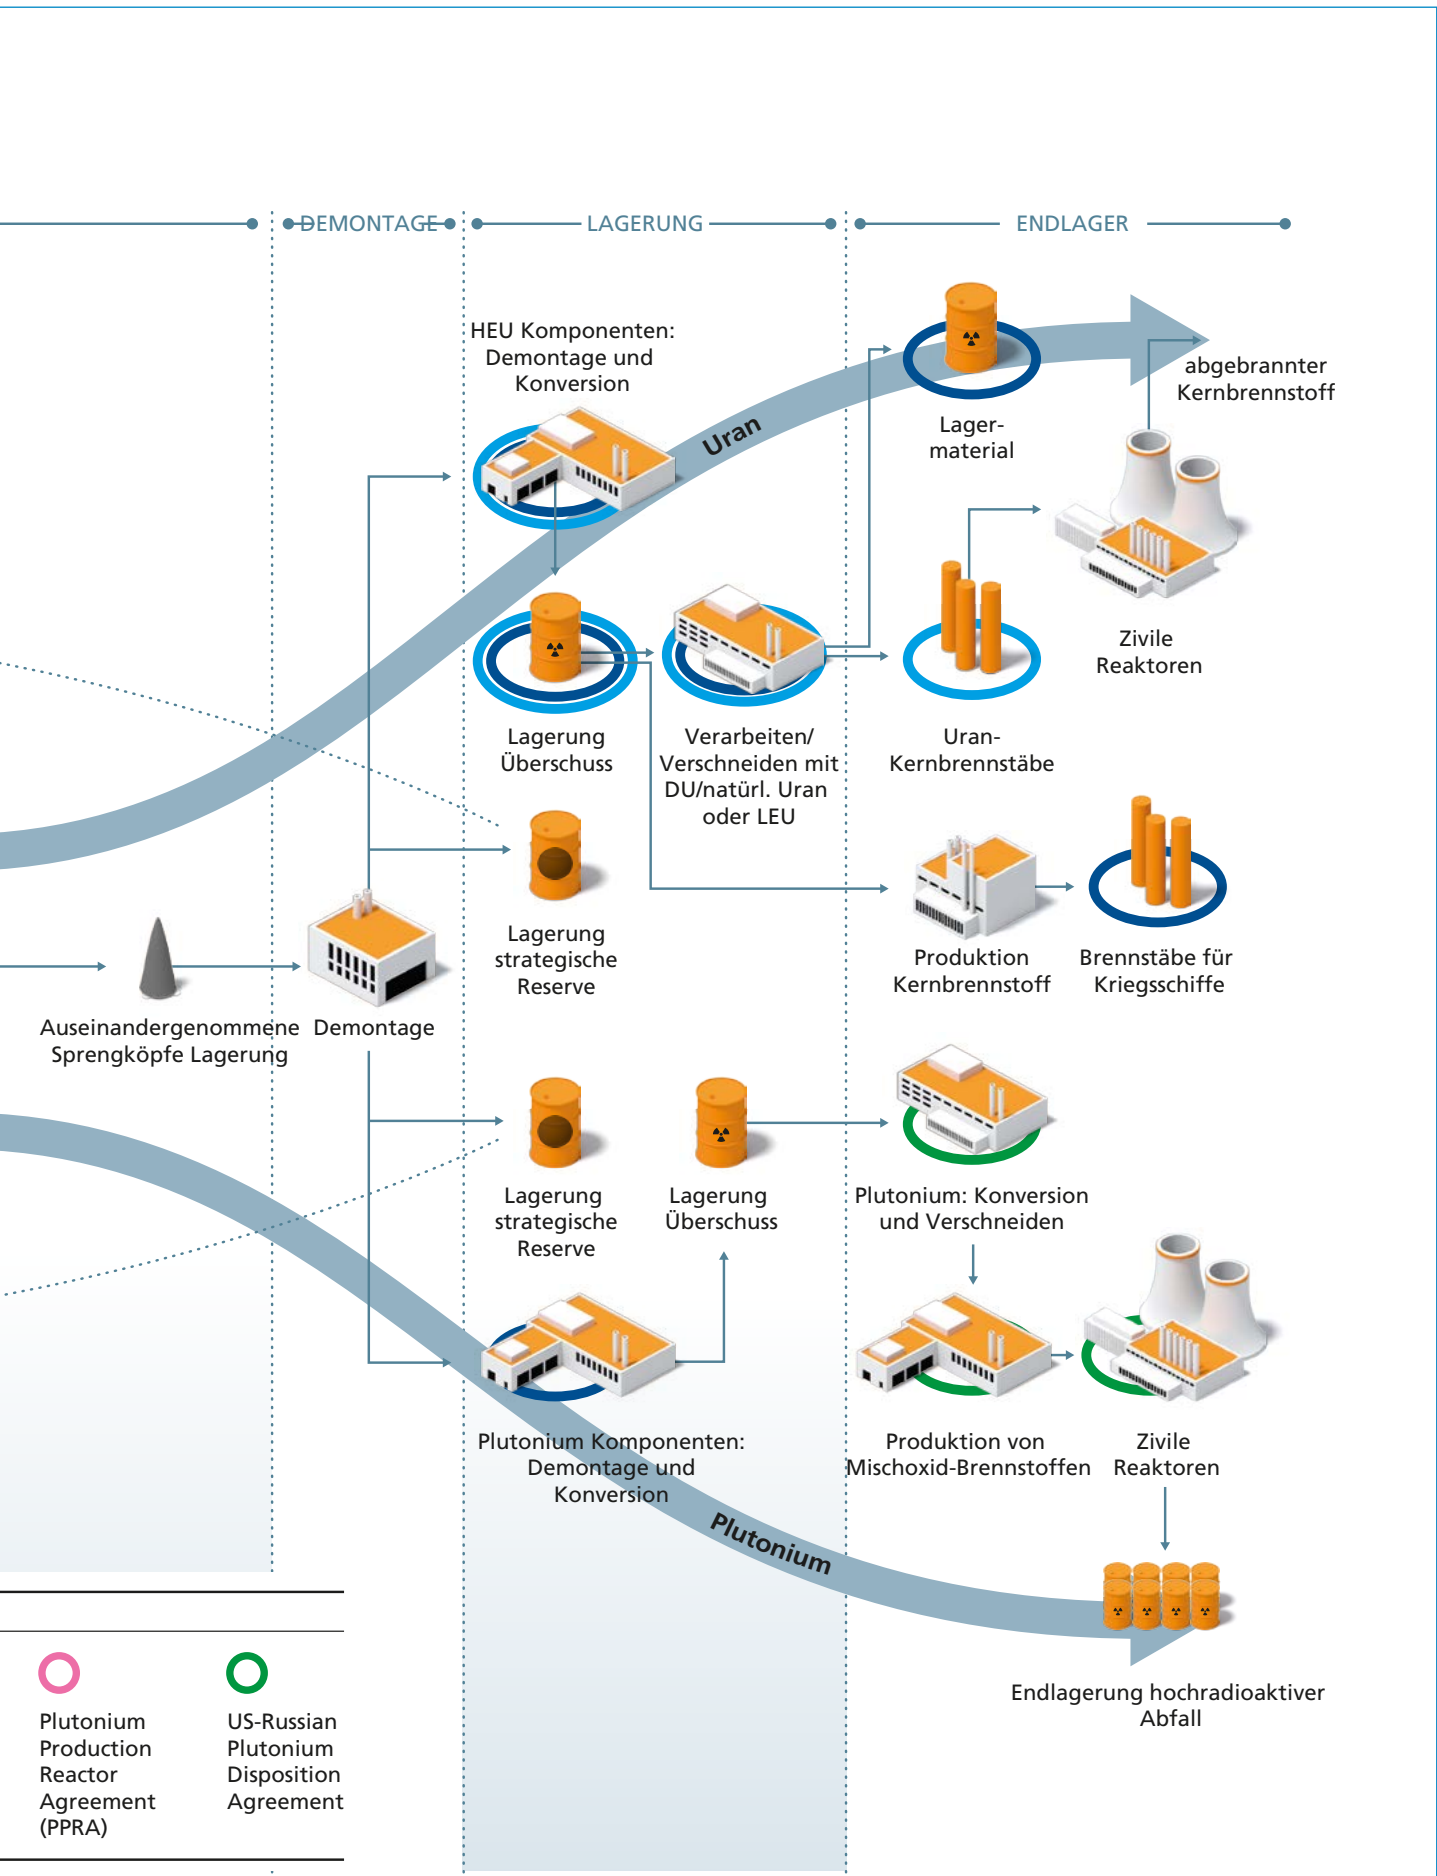 DEMONTAGE
LAGERUNG
ENDLAGER
HEU Komponenten:
Demontage und
Konversion
Uran
abgebrannter
Kernbrennstoff
Lager-
material
Zivile
Reaktoren
Lagerung
Überschuss
Verarbeiten/
Verschneiden mit
DU/natürl. Uran
oder LEU
Uran-
Kernbrennstäbe
Lagerung
strategische
Reserve
Produktion
Kernbrennstoff
Brennstäbe für
Kriegsschiffe
Auseinandergenommene
Sprengköpfe Lagerung
Demontage
Lagerung
strategische
Reserve
Lagerung
Überschuss
Plutonium: Konversion
und Verschneiden
Plutonium Komponenten:
Demontage und
Konversion
Produktion von
Mischoxid-Brennstoffen
Zivile
Reaktoren
Plutonium
Endlagerung hochradioaktiver
Abfall
Plutonium
Production
Reactor
Agreement
(PPRA)
US-Russian
Plutonium
Disposition
Agreement